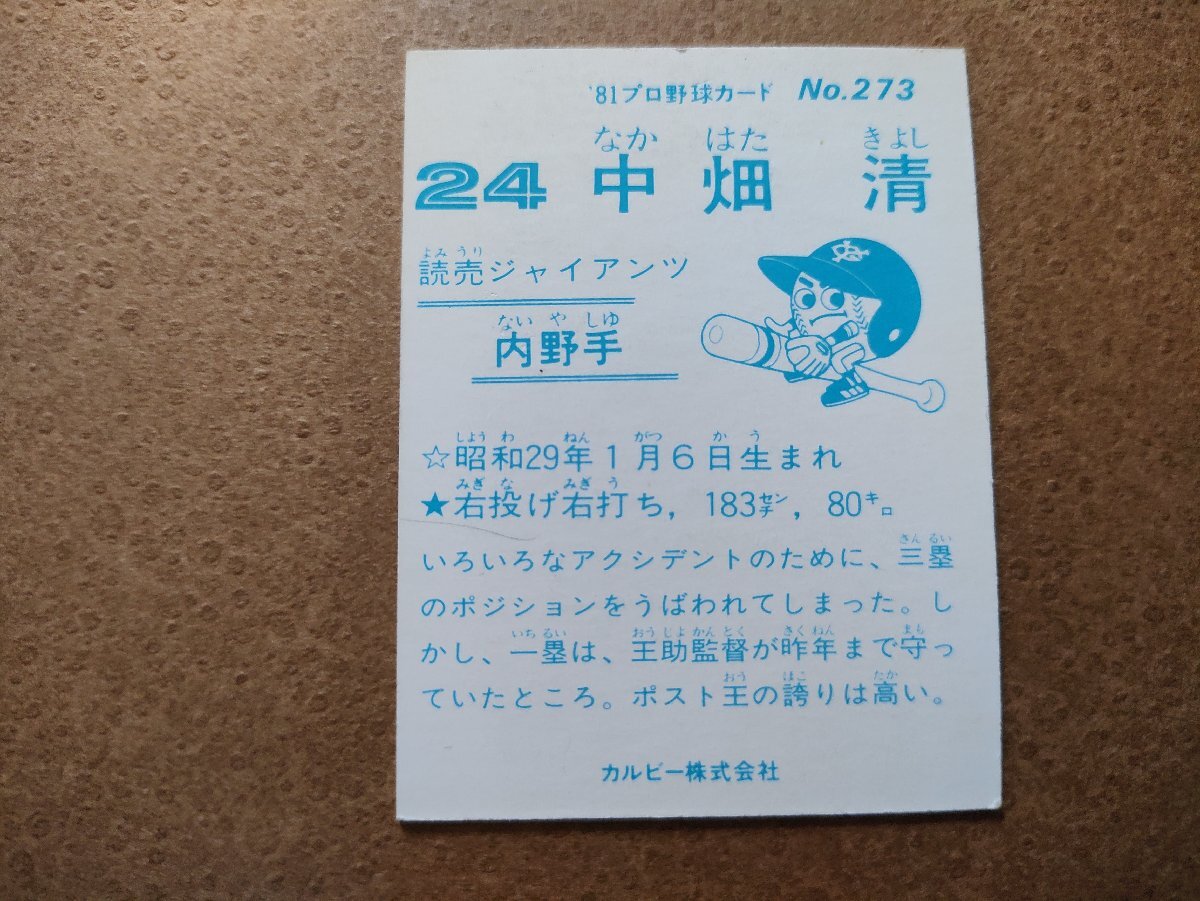 '81プロ野球カード No.273
なか はた きよし
24 中畑 清
よみ うり
読売ジャイアンツ
ない や しゆ
内野手
しよう わ ねん がつ か う
☆昭和29年1月6日生まれ
みぎ な みぎ う
★右投げ右打ち, 183センチ, 80キロ
さん るい
いろいろなアクシデントのために、三塁
のポジションをうばわれてしまった。し
いち るい おう じよ かん とく さく ねん まも
かし、一塁は、王助監督が昨年まで守っ
おう ほこ たか
ていたところ。ポスト王の誇りは高い。
カルビー株式会社